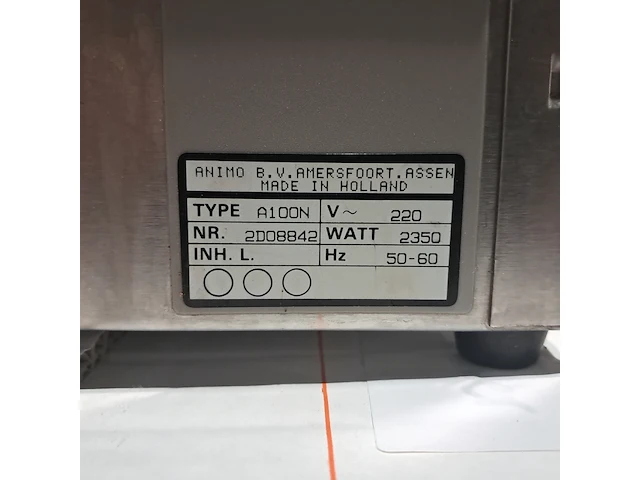 ANIMO B.V.AMERSFOORT.ASSEN
MADE IN HOLLAND
TYPE A100N V~ 220
NR. 2D08842 WATT 2350
INH. L. Hz 50-60